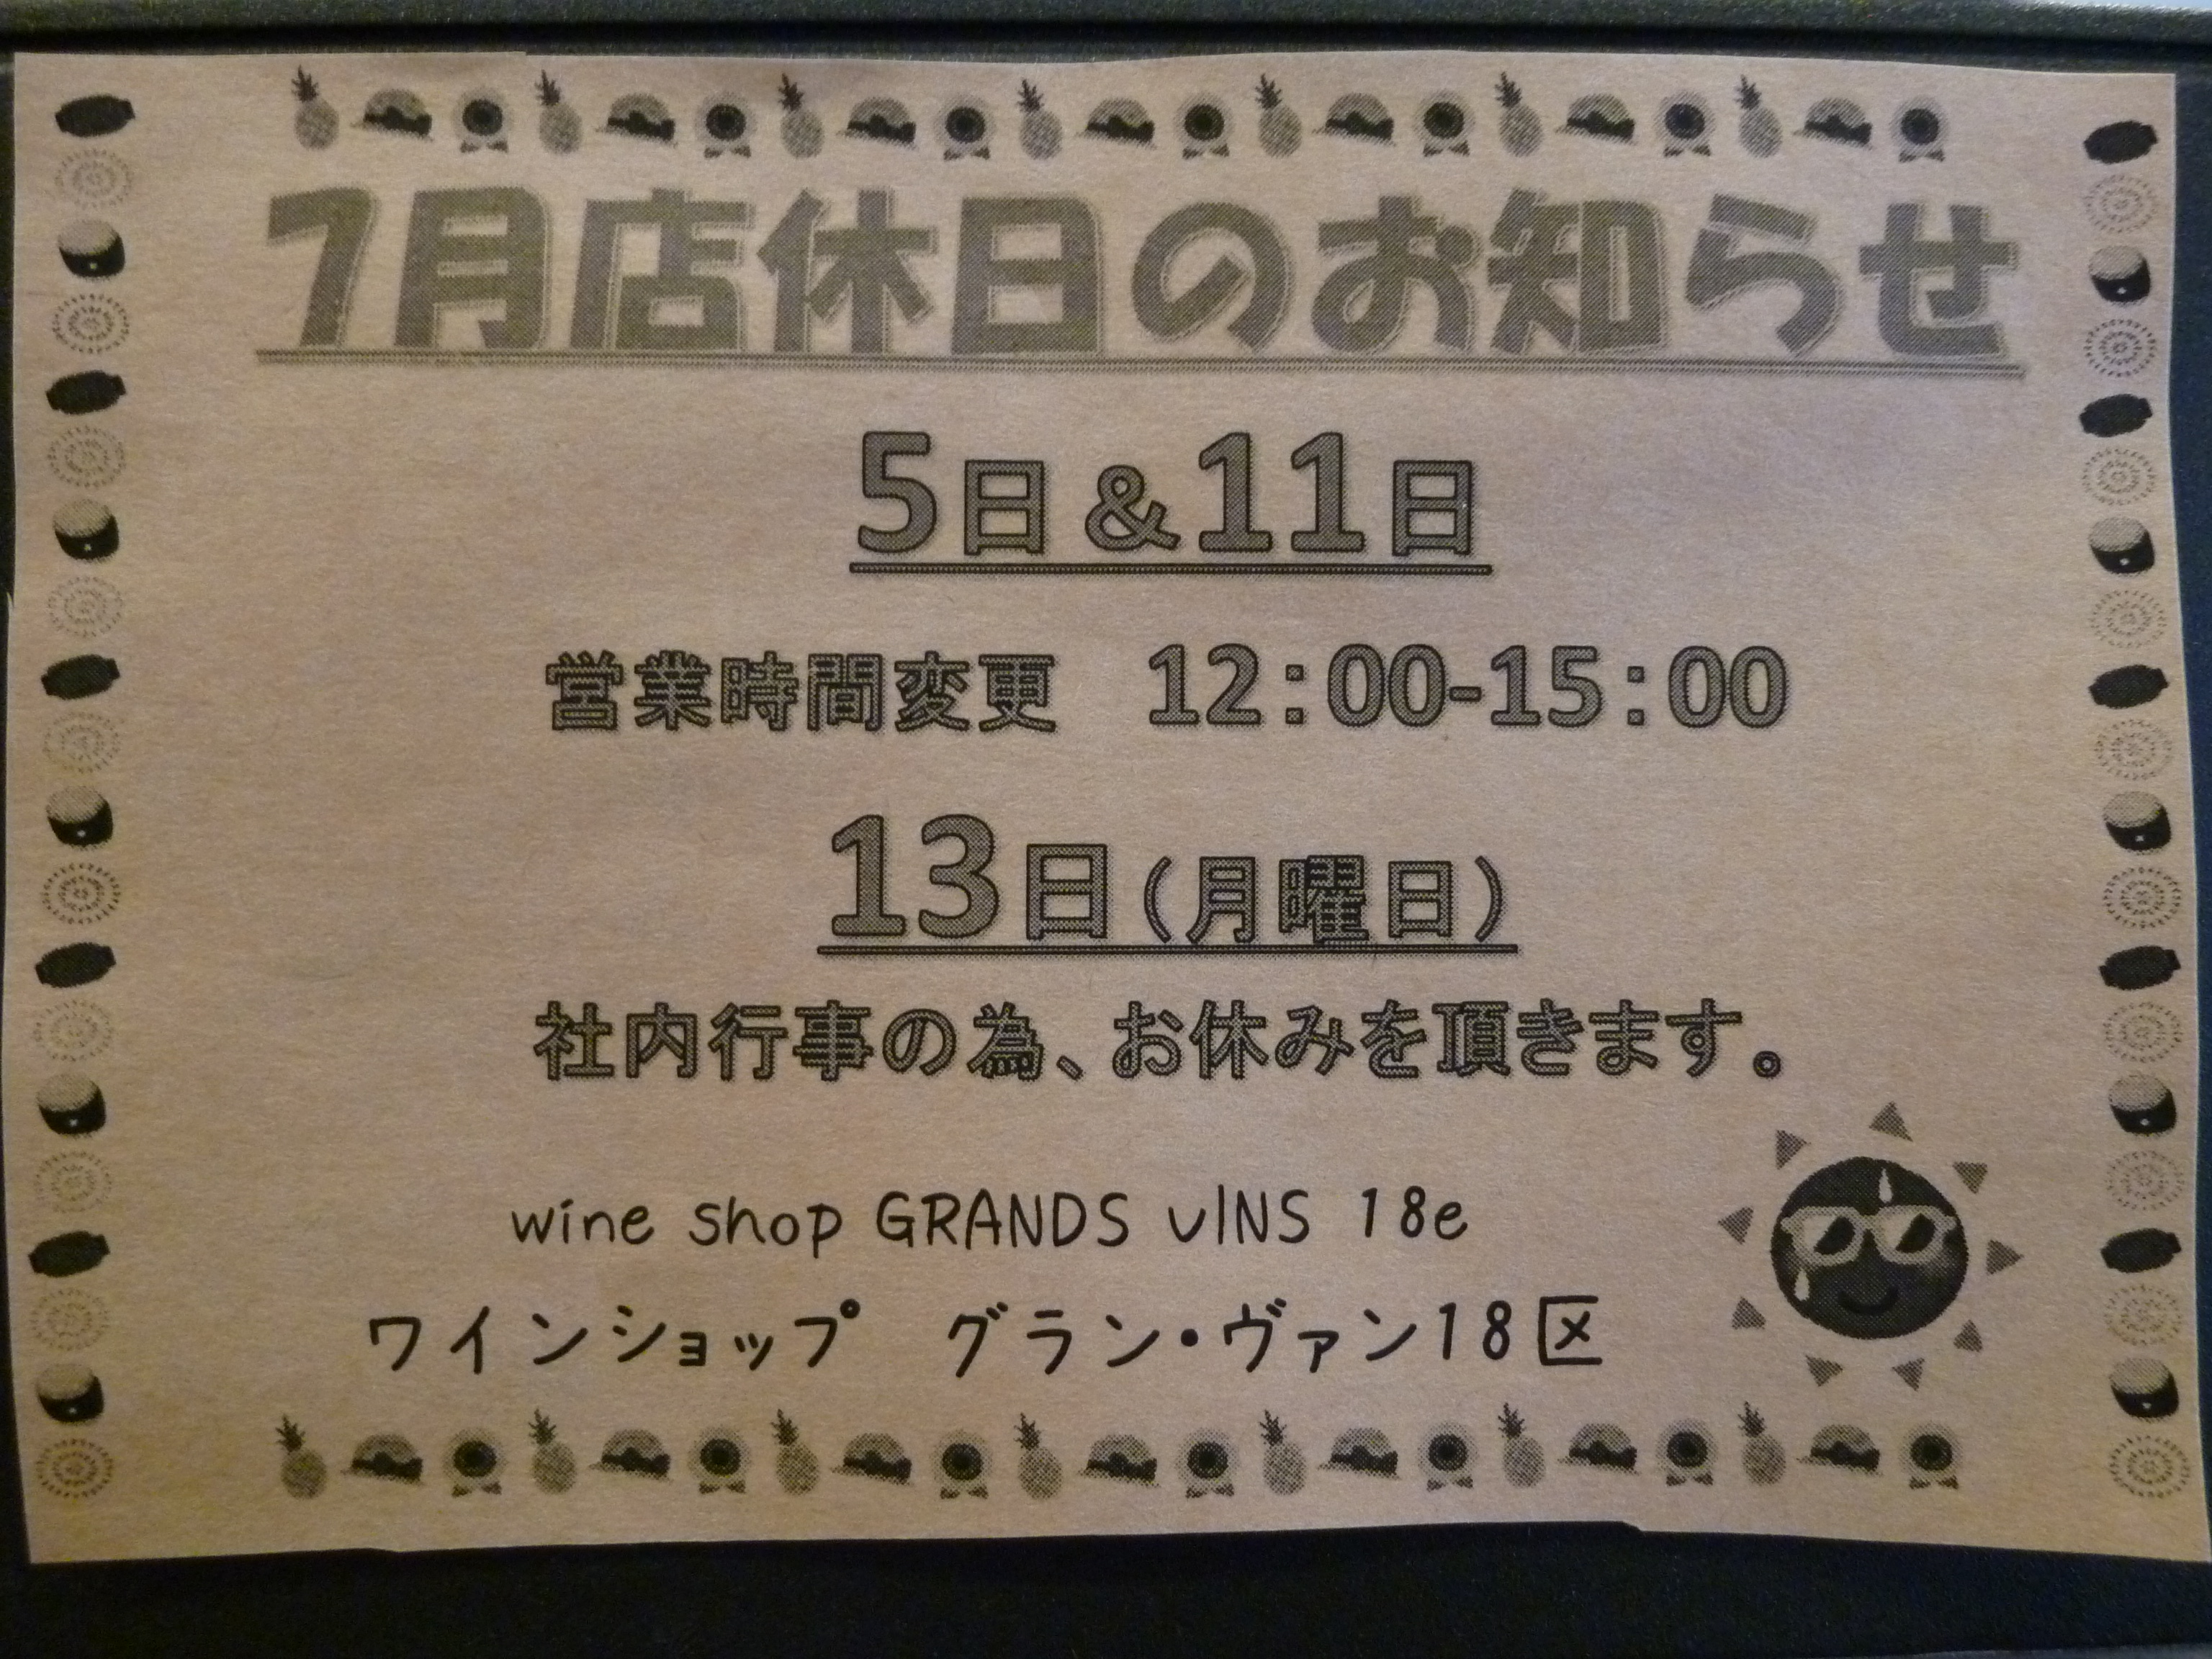 7月店休日のお知らせ
5日&11日
営業時間変更　12：00-15：00
13日（月曜日）
社内行事の為、お休みを頂きます。
wine shop GRANDS vINS 18e
ワインショップ　グラン・ヴァン18区